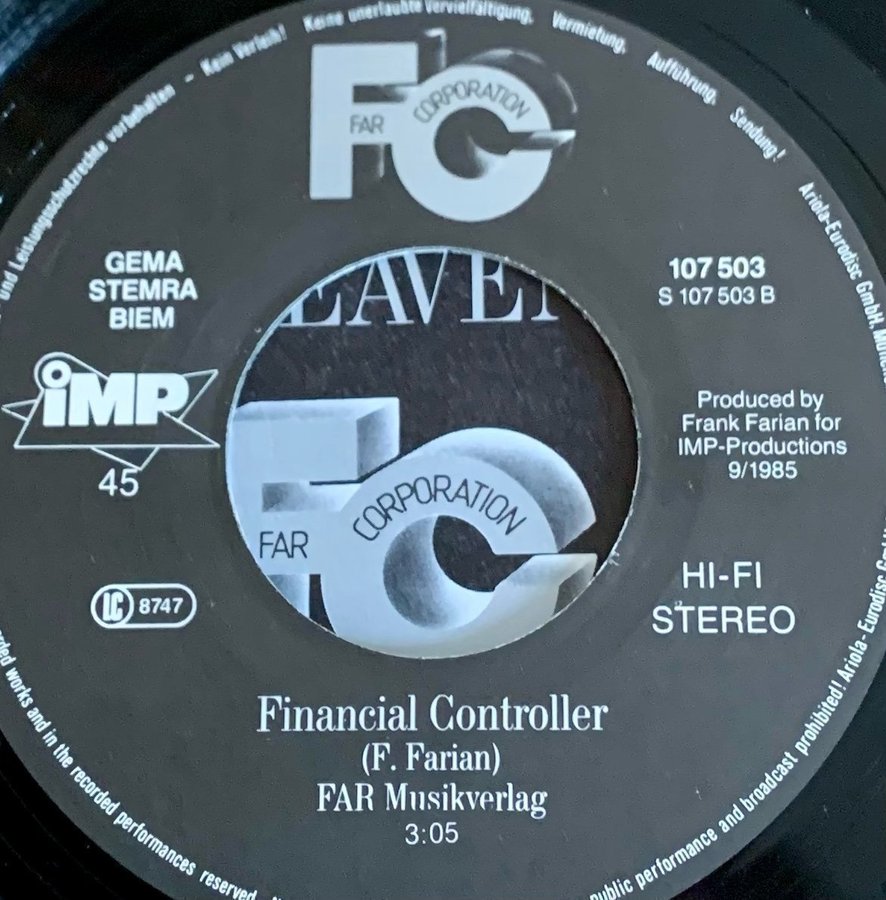 und Leistungsschutzrechte vorbehalten - Kein Verleih! Keine unerlaubte Vervielfältigung, Vermietung, Aufführung, Sendung! Ariola-Eurodisc GmbH,
FC
FAR CORPORATION
GEMA
STEMRA
BIEM
107 503
S 107 503 B
iMP
45
Produced by
Frank Farian for
IMP-Productions
9/1985
FC
FAR CORPORATION
LC 8747
HI-FI
STEREO
Financial Controller
(F. Farian)
FAR Musikverlag
3:05
works and in the recorded performances reserved.
Public performance and broadcast prohibited! Ariola-Eurodisc